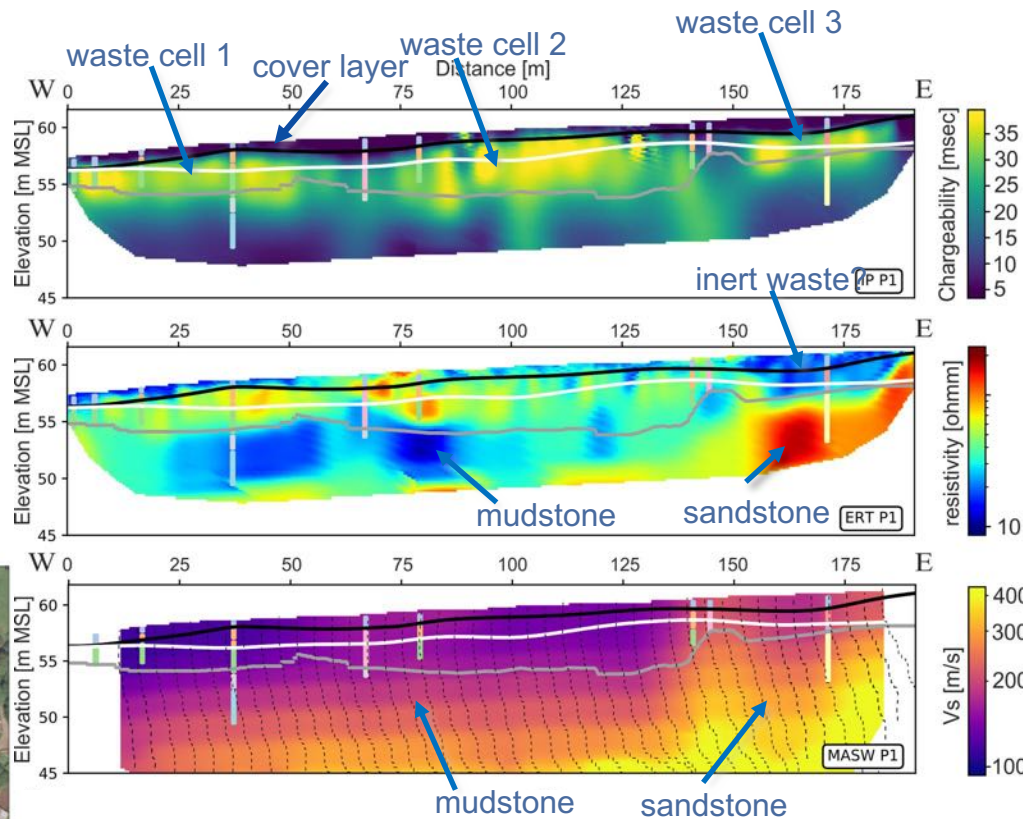 waste cell 1
cover layer
waste cell 2
waste cell 3
Distance [m]
W 0 25 50 75 100 125 150 175 E
Elevation [m MSL]
60
55
50
45
IP P1
Chargeability [msec]
35
30
25
20
15
10
5
inert waste?
W 0 25 50 75 100 125 150 175 E
Elevation [m MSL]
60
55
50
45
mudstone
sandstone
ERT P1
resistivity [ohmm]
10
W 0 25 50 75 100 125 150 175 E
Elevation [m MSL]
60
55
50
45
MASW P1
Vs [m/s]
400
300
200
100
mudstone
sandstone